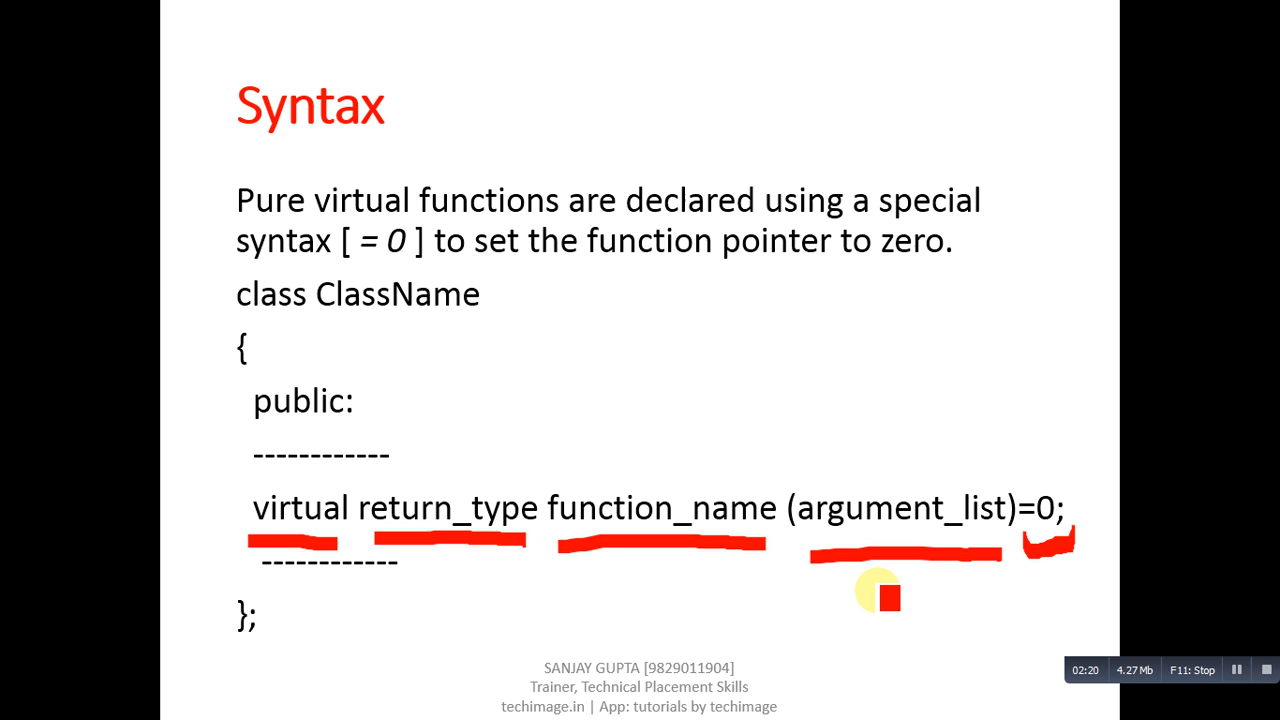 Syntax
Pure virtual functions are declared using a special
syntax [ = 0 ] to set the function pointer to zero.
class ClassName
{
public:
------------
virtual return_type function_name (argument_list)=0;
------------
};
SANJAY GUPTA [9829011904]
Trainer, Technical Placement Skills
techimage.in | App: tutorials by techimage
02:20 4.27 Mb F11: Stop